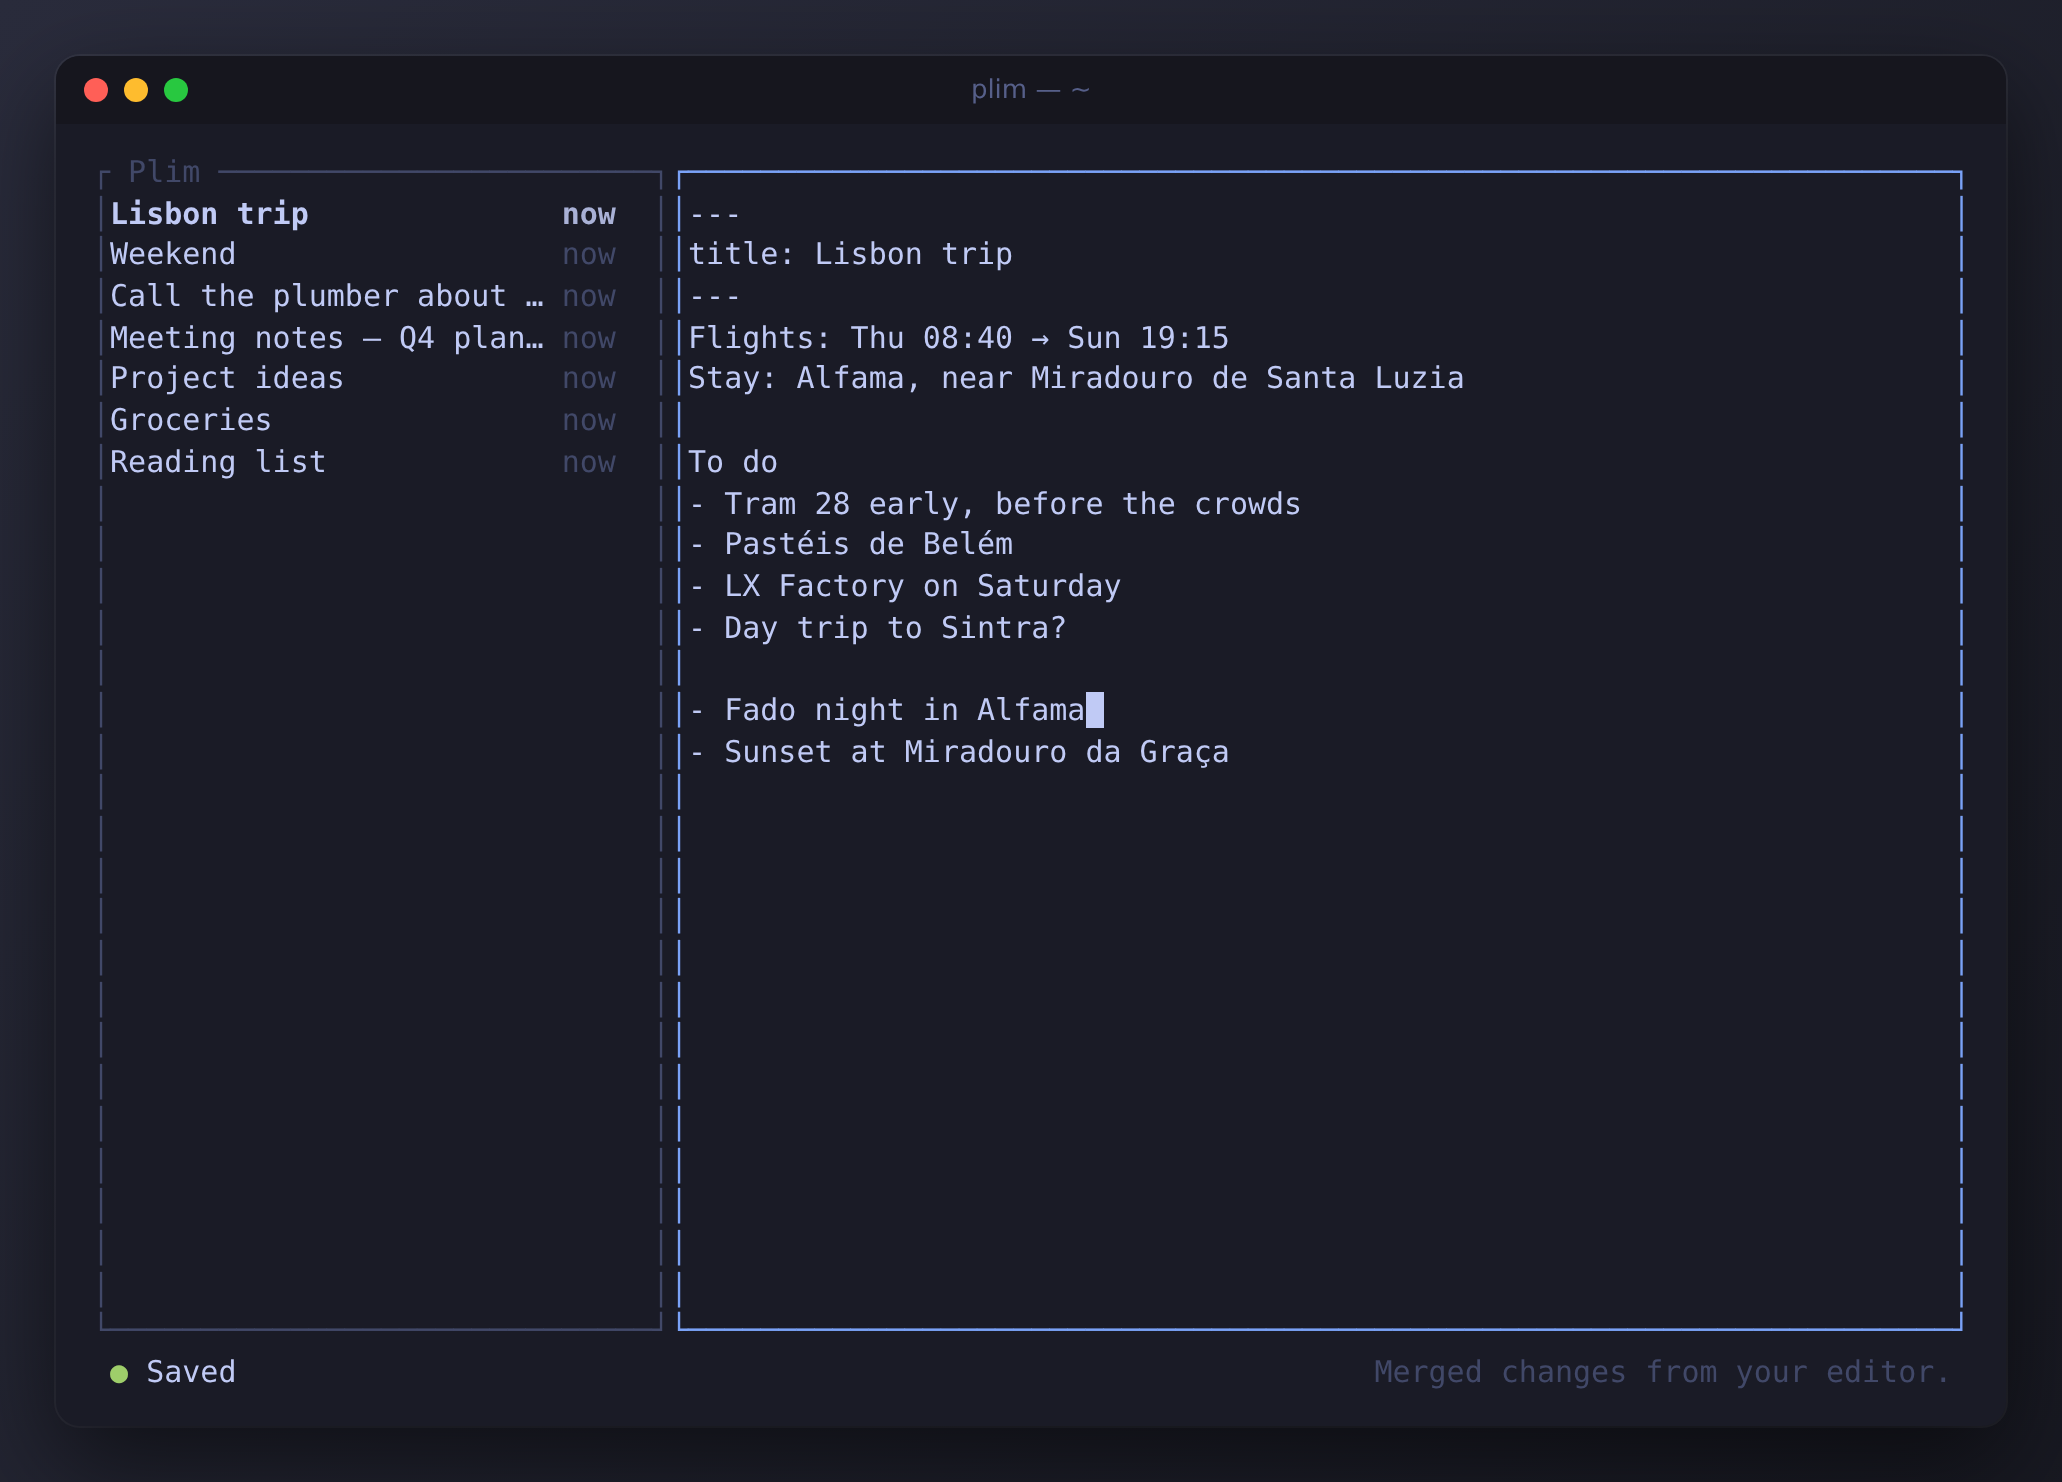 plim — ~
Plim
Lisbon trip now
Weekend now
Call the plumber about … now
Meeting notes — Q4 plan… now
Project ideas now
Groceries now
Reading list now
---
title: Lisbon trip
---
Flights: Thu 08:40 → Sun 19:15
Stay: Alfama, near Miradouro de Santa Luzia
To do
- Tram 28 early, before the crowds
- Pastéis de Belém
- LX Factory on Saturday
- Day trip to Sintra?
- Fado night in Alfama
- Sunset at Miradouro da Graça
Saved
Merged changes from your editor.